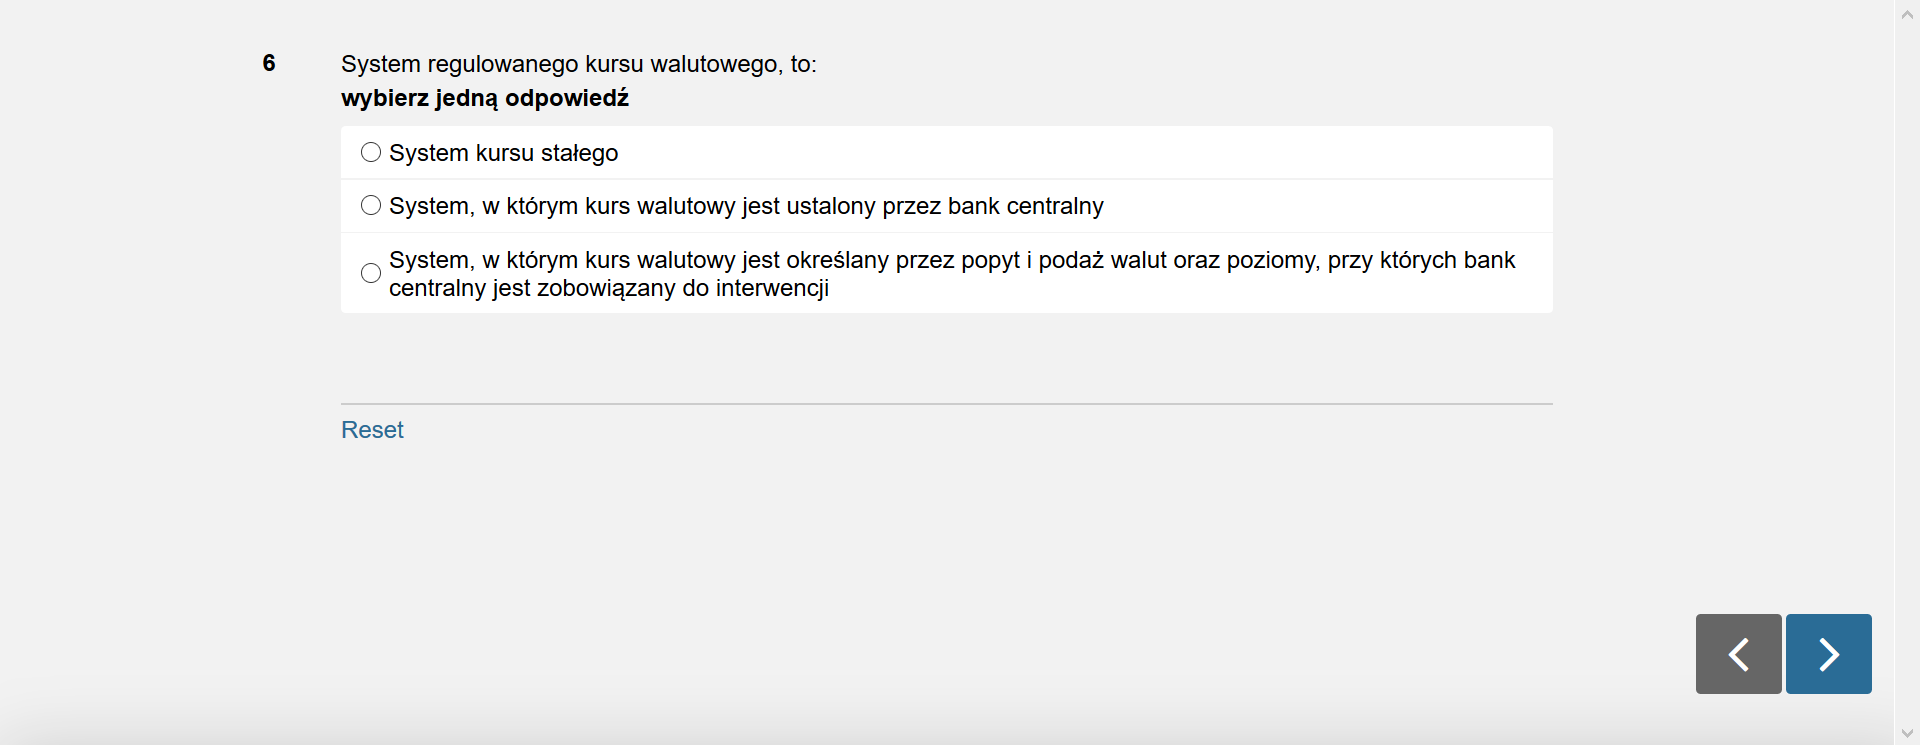 6 System regulowanego kursu walutowego, to:
wybierz jedną odpowiedź
System kursu stałego
System, w którym kurs walutowy jest ustalony przez bank centralny
System, w którym kurs walutowy jest określany przez popyt i podaż walut oraz poziomy, przy których bank
centralny jest zobowiązany do interwencji
Reset